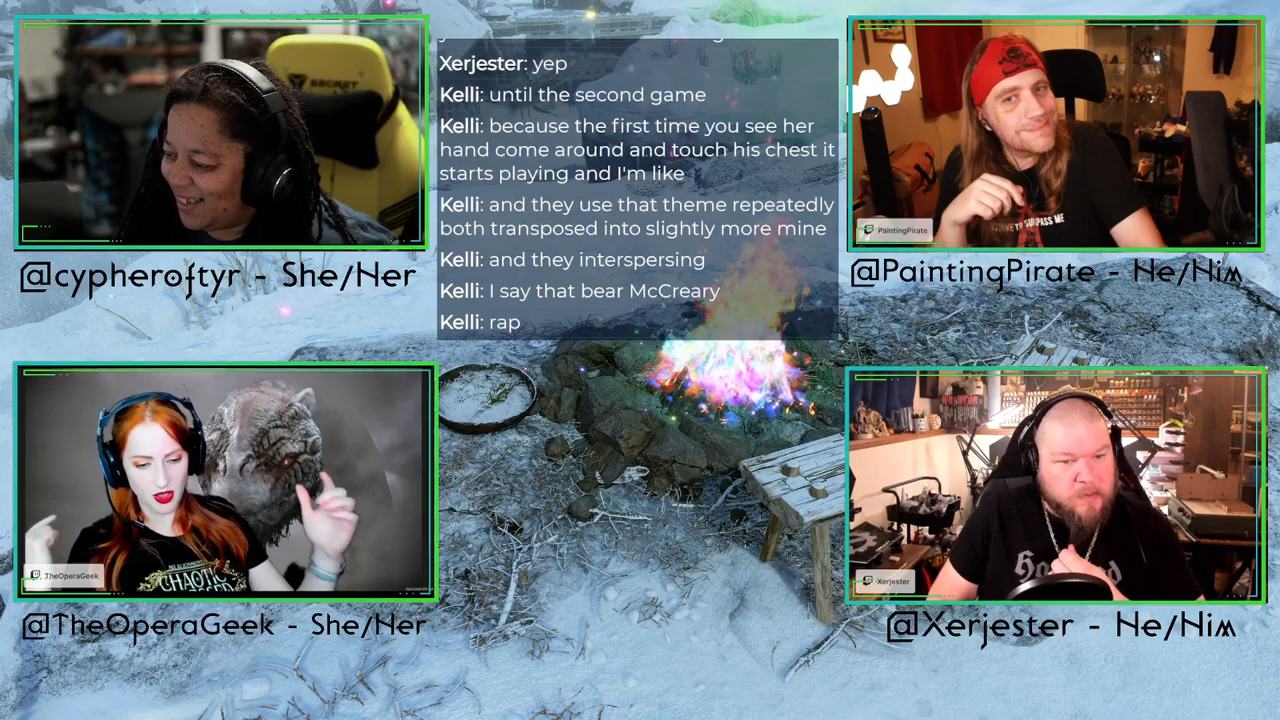 SECRET
@cypheroftyr - She/Her
Xerjester: yep
Kelli: until the second game
Kelli: because the first time you see her
hand come around and touch his chest it
starts playing and I'm like
Kelli: and they use that theme repeatedly
both transposed into slightly more mine
Kelli: and they interspersing
Kelli: I say that bear McCreary
Kelli: rap
PaintingPirate
@PaintingPirate - He/Him
TheOperaGeek
CHAOTIC
@TheOperaGeek - She/Her
Xerjester
@Xerjester - He/Him